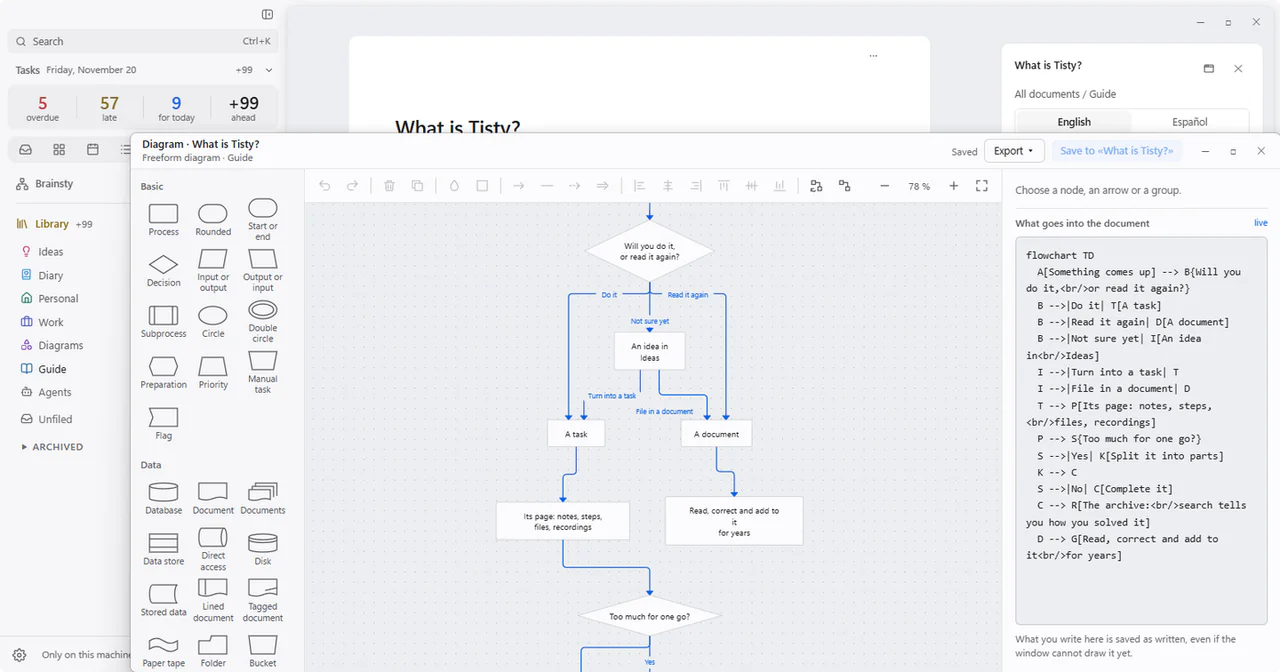 Search Ctrl+K
Tasks Friday, November 20 +99
5 57 9 +99
overdue late for today ahead
Brainsty
Library +99
Ideas
Diary
Personal
Work
Diagrams
Guide
Agents
Unfiled
ARCHIVED
Only on this machine
...
What is Tisty?
What is Tisty?
All documents / Guide
English Español
Diagram · What is Tisty?
Freeform diagram · Guide
Saved Export Save to «What is Tisty?»
78 %
Basic
Process Rounded Start or
end
Decision Input or
output Output or
input
Subprocess Circle Double
circle
Preparation Priority Manual
task
Flag
Data
Database Document Documents
Data store Direct
access Disk
Stored data Lined
document Tagged
document
Paper tape Folder Bucket
Will you do it,
or read it again?
Do it Read it again
Not sure yet
An idea in
Ideas
Turn into a task
File in a document
A task A document
Its page: notes, steps,
files, recordings
Read, correct and add to
it
for years
Too much for one go?
Yes
Choose a node, an arrow or a group.
What goes into the document live
flowchart TD
A[Something comes up] --> B{Will you
do it,<br/>or read it again?}
B -->|Do it| T[A task]
B -->|Read it again| D[A document]
B -->|Not sure yet| I[An idea
in<br/>Ideas]
I -->|Turn into a task| T
I -->|File in a document| D
T --> P[Its page: notes, steps,
<br/>files, recordings]
P --> S{Too much for one go?}
S -->|Yes| K[Split it into parts]
K --> C
S -->|No| C[Complete it]
C --> R[The archive:<br/>search tells
you how you solved it]
D --> G[Read, correct and add to
it<br/>for years]
What you write here is saved as written, even if the
window cannot draw it yet.